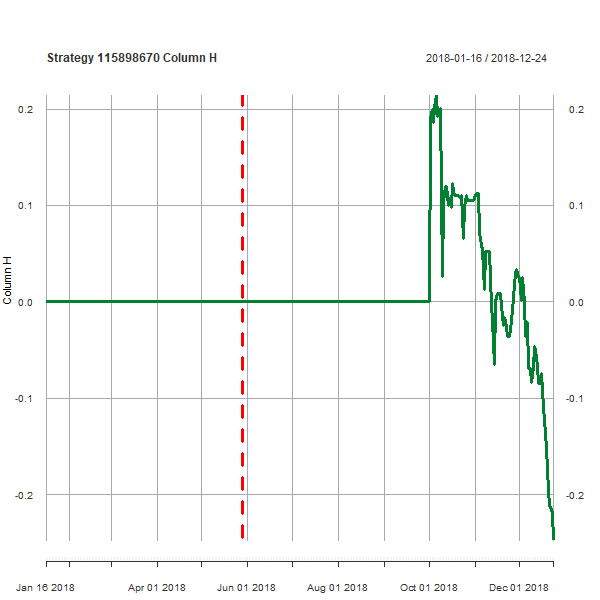 Strategy 115898670 Column H
2018-01-16 / 2018-12-24
0.2
0.2
0.1
0.1
Column H
0.0
0.0
-0.1
-0.1
-0.2
-0.2
Jan 16 2018
Apr 01 2018
Jun 01 2018
Aug 01 2018
Oct 01 2018
Dec 01 2018